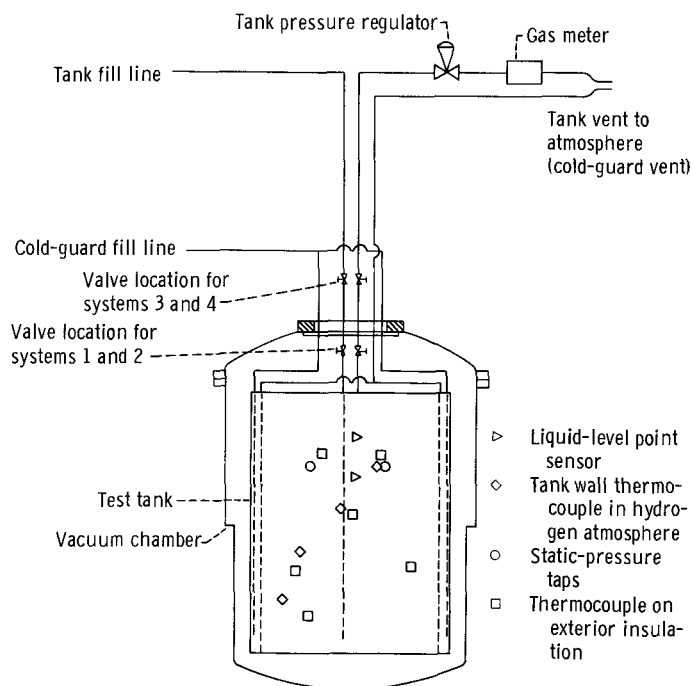 Tank pressure regulator
Gas meter
Tank fill line
Tank vent to
atmosphere
(cold-guard vent)
Cold-guard fill line
Valve location for
systems 3 and 4
Valve location for
systems 1 and 2
Liquid-level point
sensor
Tank wall thermo-
couple in hydro-
gen atmosphere
Static-pressure
taps
Thermocouple on
exterior insula-
tion
Test tank
Vacuum chamber